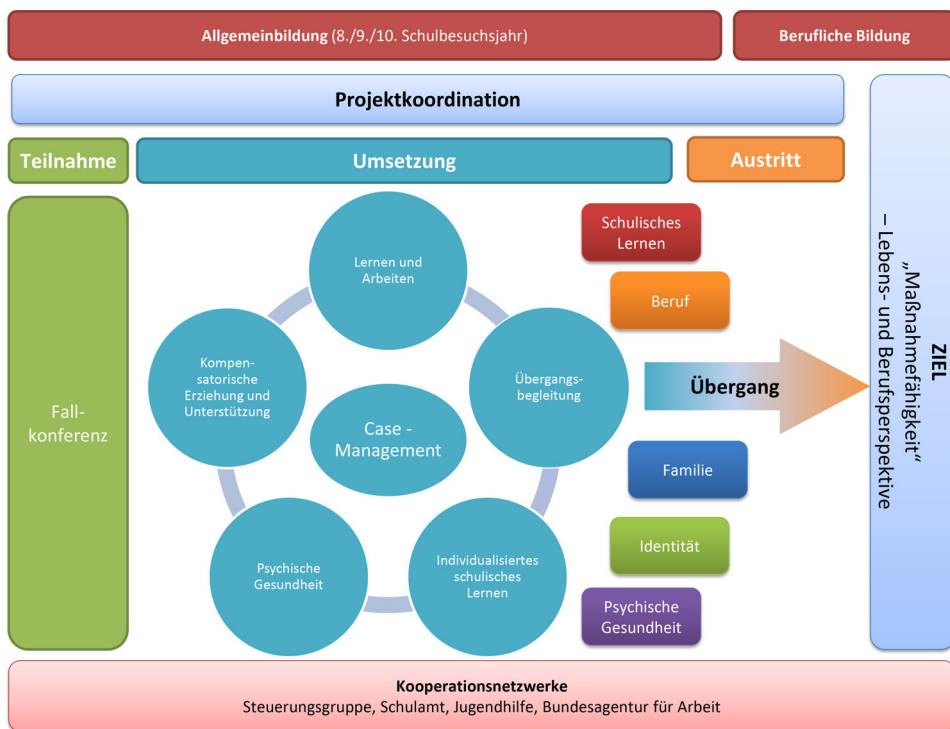 Allgemeinbildung (8./9./10. Schulbesuchsjahr)
Berufliche Bildung
Projektkoordination
Teilnahme
Umsetzung
Austritt
Fall-
konferenz
Lernen und
Arbeiten
Kompen-
satorische
Erziehung und
Unterstützung
Übergangs-
begleitung
Case -
Management
Psychische
Gesundheit
Individualisiertes
schulisches
Lernen
Schulisches
Lernen
Beruf
Übergang
Familie
Identität
Psychische
Gesundheit
ZIEL
„Maßnahmefähigkeit“
– Lebens- und Berufsperspektive
Kooperationsnetzwerke
Steuerungsgruppe, Schulamt, Jugendhilfe, Bundesagentur für Arbeit